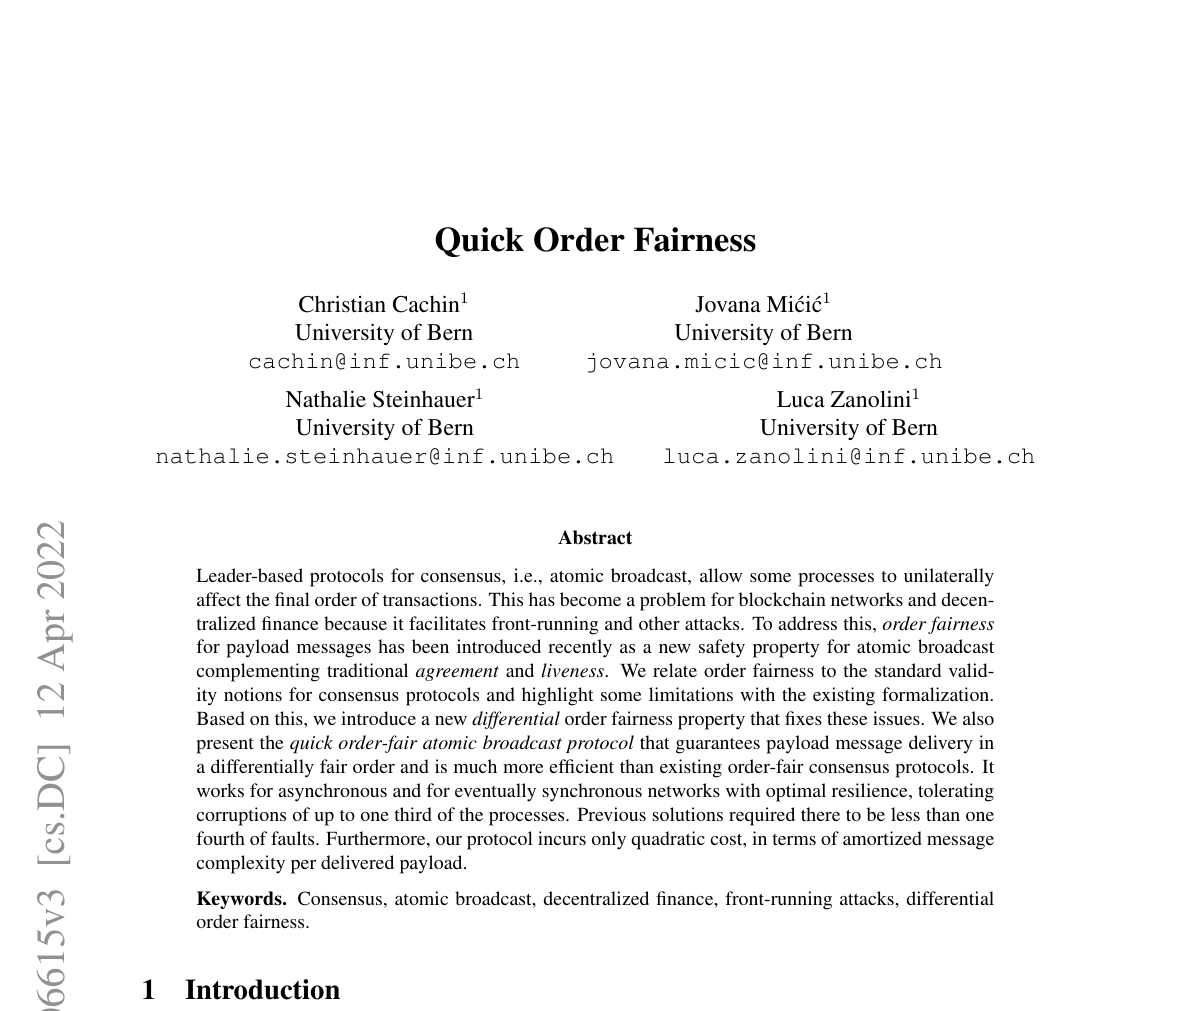 Quick Order Fairness
Christian Cachin¹
University of Bern
cachin@inf.unibe.ch
Jovana Mićić¹
University of Bern
jovana.micic@inf.unibe.ch
Nathalie Steinhauer¹
University of Bern
nathalie.steinhauer@inf.unibe.ch
Luca Zanolini¹
University of Bern
luca.zanolini@inf.unibe.ch
Abstract
Leader-based protocols for consensus, i.e., atomic broadcast, allow some processes to unilaterally
affect the final order of transactions. This has become a problem for blockchain networks and decen-
tralized finance because it facilitates front-running and other attacks. To address this, order fairness
for payload messages has been introduced recently as a new safety property for atomic broadcast
complementing traditional agreement and liveness. We relate order fairness to the standard valid-
ity notions for consensus protocols and highlight some limitations with the existing formalization.
Based on this, we introduce a new differential order fairness property that fixes these issues. We also
present the quick order-fair atomic broadcast protocol that guarantees payload message delivery in
a differentially fair order and is much more efficient than existing order-fair consensus protocols. It
works for asynchronous and for eventually synchronous networks with optimal resilience, tolerating
corruptions of up to one third of the processes. Previous solutions required there to be less than one
fourth of faults. Furthermore, our protocol incurs only quadratic cost, in terms of amortized message
complexity per delivered payload.
Keywords. Consensus, atomic broadcast, decentralized finance, front-running attacks, differential
order fairness.
1 Introduction
06615v3 [cs.DC] 12 Apr 2022